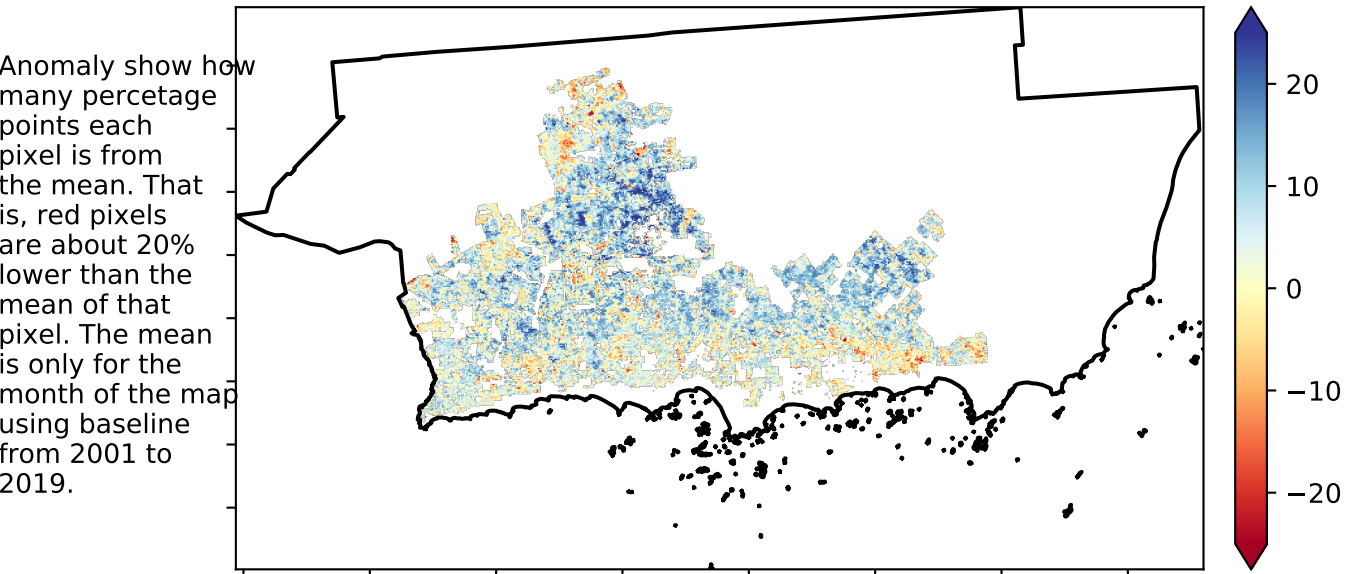 Anomaly show how
many percetage
points each
pixel is from
the mean. That
is, red pixels
are about 20%
lower than the
mean of that
pixel. The mean
is only for the
month of the map
using baseline
from 2001 to
2019.
20
10
0
−10
−20